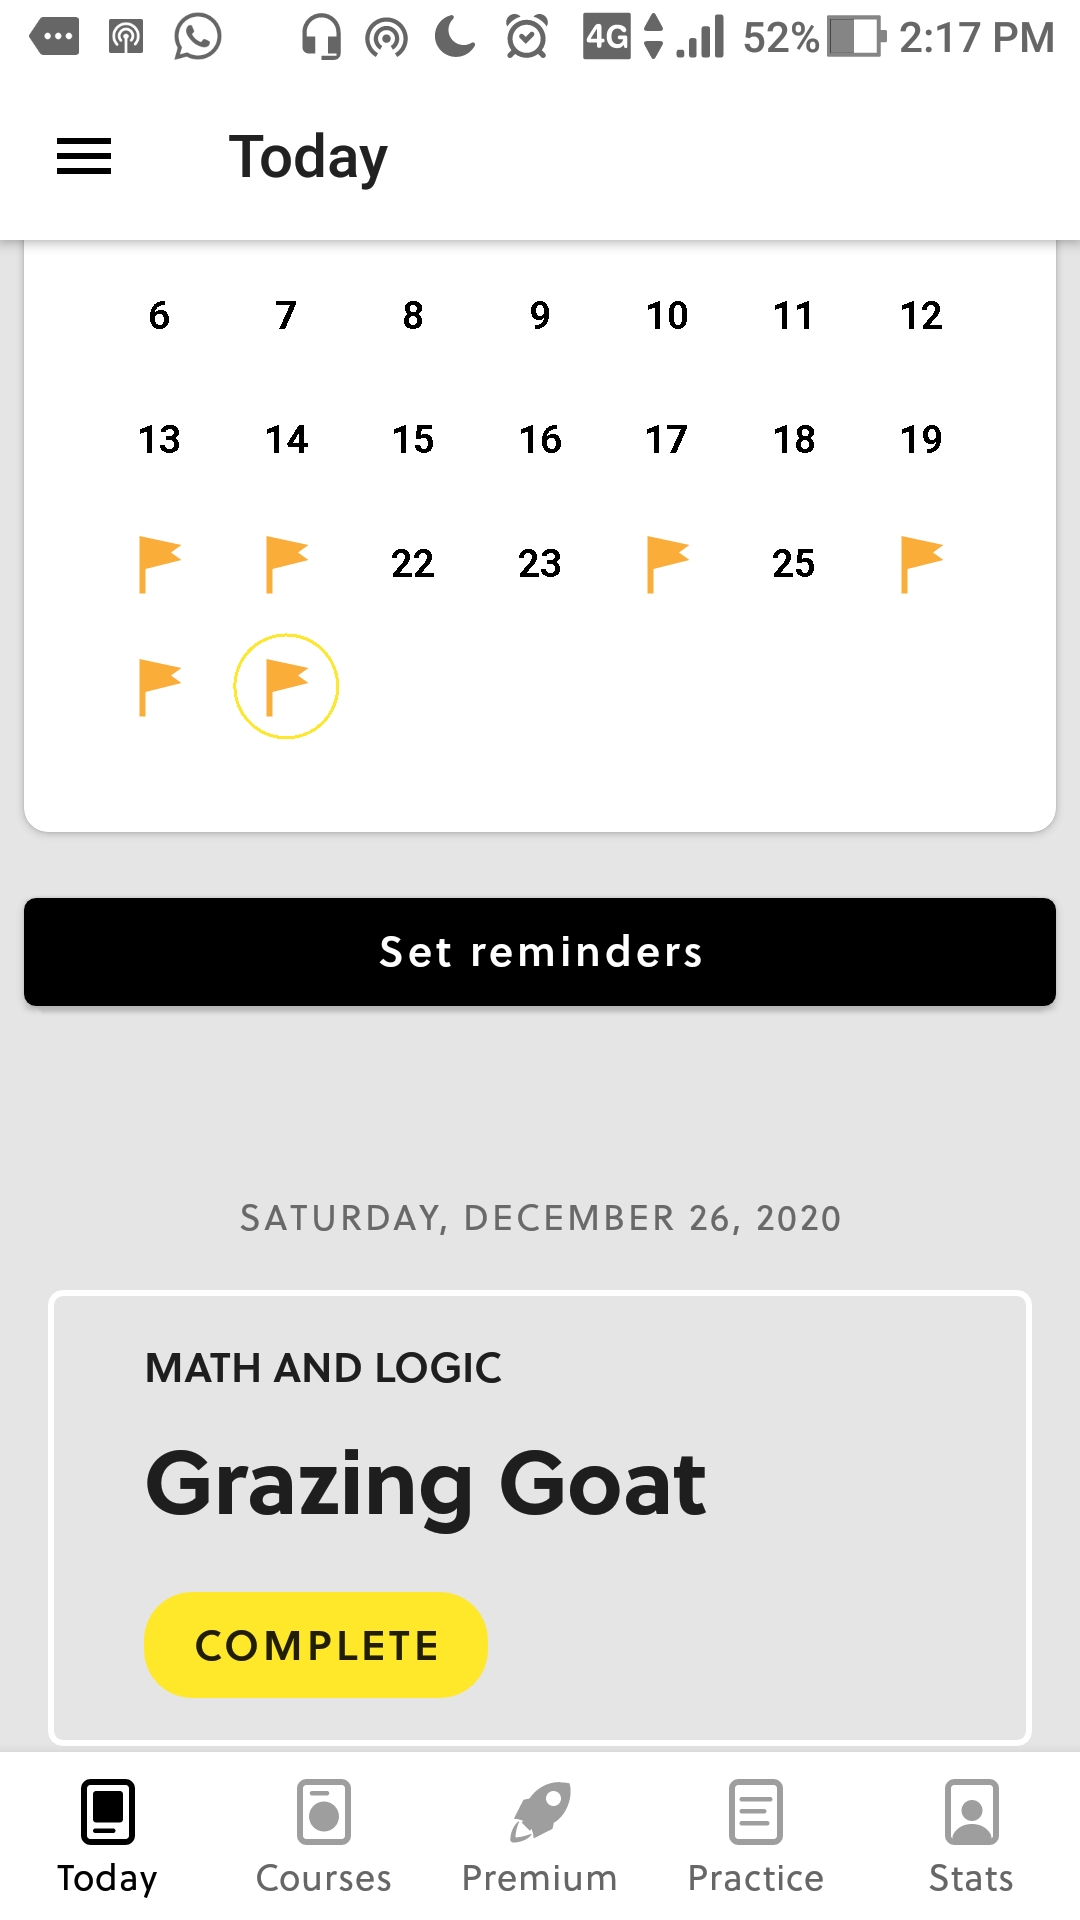 4G 52% 2:17 PM
Today
6 7 8 9 10 11 12
13 14 15 16 17 18 19
22 23 25
Set reminders
SATURDAY, DECEMBER 26, 2020
MATH AND LOGIC
Grazing Goat
COMPLETE
Today Courses Premium Practice Stats